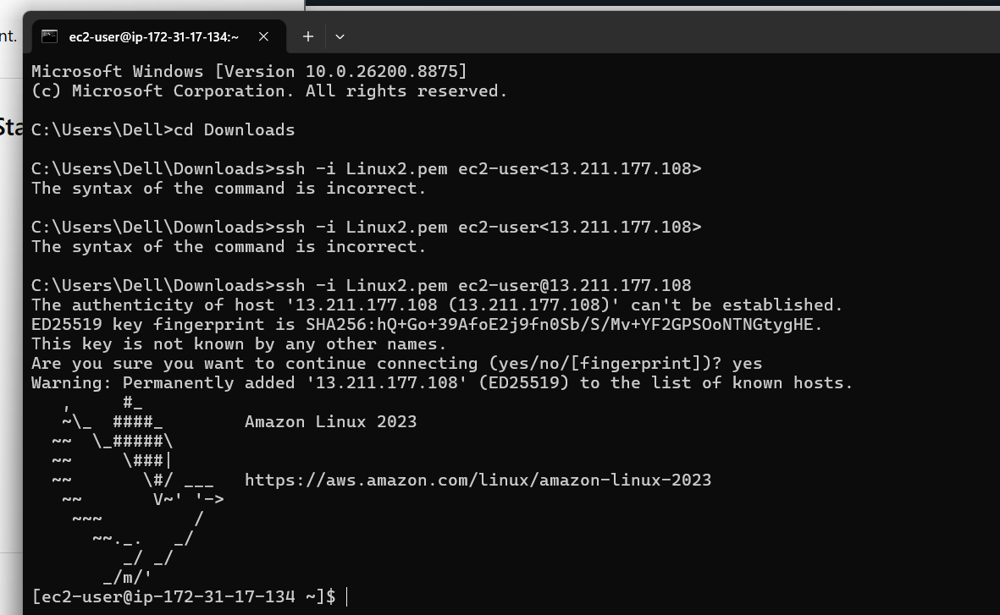 nt.
ec2-user@ip-172-31-17-134:~
Sta
Microsoft Windows [Version 10.0.26200.8875]
(c) Microsoft Corporation. All rights reserved.
C:\Users\Dell>cd Downloads
C:\Users\Dell\Downloads>ssh -i Linux2.pem ec2-user<13.211.177.108>
The syntax of the command is incorrect.
C:\Users\Dell\Downloads>ssh -i Linux2.pem ec2-user<13.211.177.108>
The syntax of the command is incorrect.
C:\Users\Dell\Downloads>ssh -i Linux2.pem ec2-user@13.211.177.108
The authenticity of host '13.211.177.108 (13.211.177.108)' can't be established.
ED25519 key fingerprint is SHA256:hQ+Go+39AfoE2j9fn0Sb/S/Mv+YF2GPSOoNTNGtygHE.
This key is not known by any other names.
Are you sure you want to continue connecting (yes/no/[fingerprint])? yes
Warning: Permanently added '13.211.177.108' (ED25519) to the list of known hosts.
   ,     #_
   ~\_  ####_        Amazon Linux 2023
  ~~  \_#####\
  ~~     \###|
  ~~       \#/ ___   https://aws.amazon.com/linux/amazon-linux-2023
   ~~       V~' '->
    ~~~         /
      ~~._.   _/
         _/ _/
       _/m/'
[ec2-user@ip-172-31-17-134 ~]$